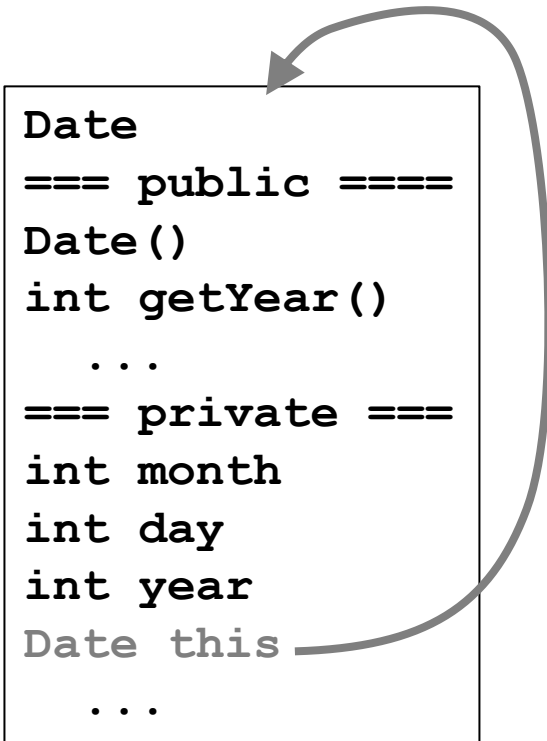 Date
=== public ====
Date()
int getYear()
...
=== private ===
int month
int day
int year
Date this
...